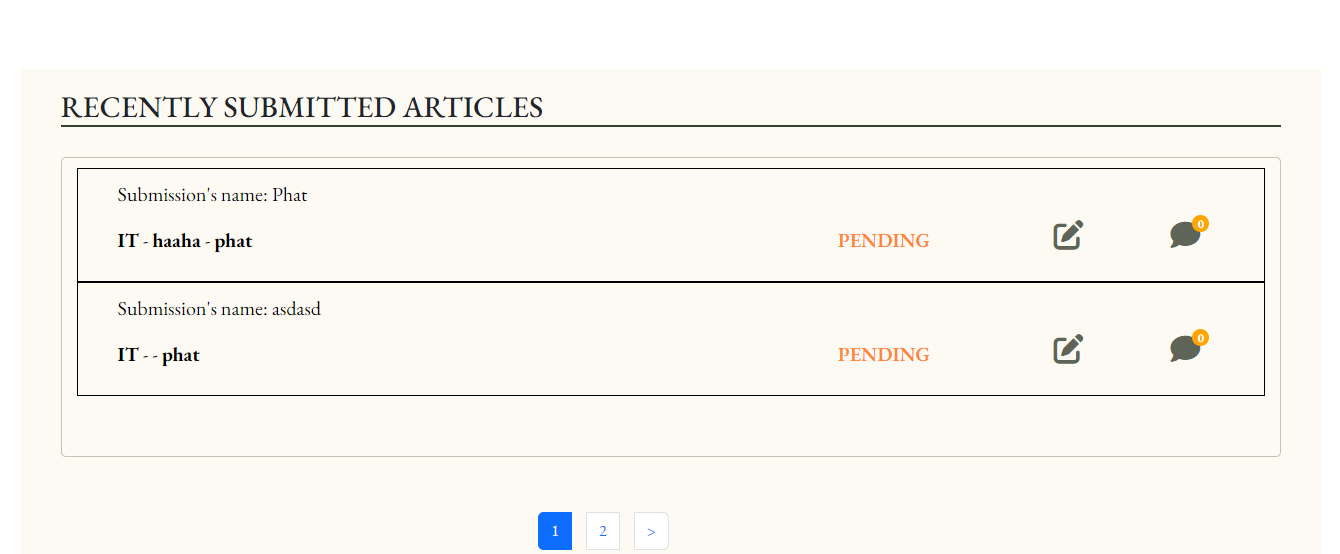 RECENTLY SUBMITTED ARTICLES
Submission's name: Phat
IT - haaha - phat
PENDING
0
Submission's name: asdasd
IT - - phat
PENDING
0
1 2 >